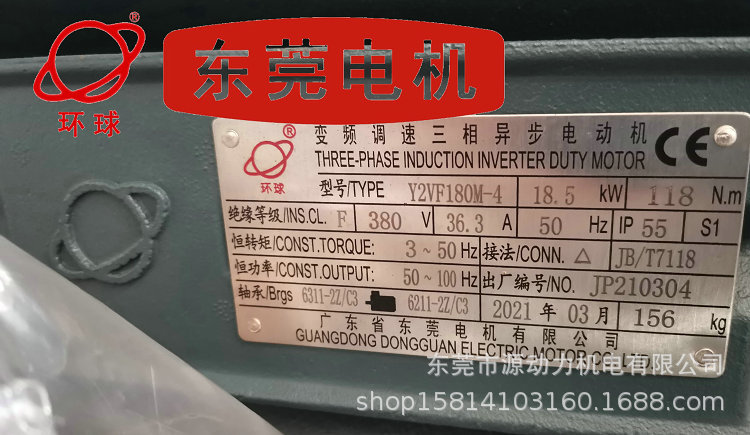 ®
环球
东莞电机
®
环球
变频调速三相异步电动机
THREE-PHASE INDUCTION INVERTER DUTY MOTOR
CE
型号/TYPE Y2VF180M-4 18.5 kW 118 N.m
绝缘等级/INS.CL. F 380 V 36.3 A 50 Hz IP 55 S1
恒转矩/CONST.TORQUE: 3~50 Hz 接法/CONN. △ JB/T7118
恒功率/CONST.OUTPUT: 50~100 Hz 出厂编号/NO. JP210304
轴承/Brgs 6311-2Z/C3 6211-2Z/C3 2021 年 03 月 156 kg
广东省东莞电机有限公司
GUANGDONG DONGGUAN ELECTRIC MOTOR CO.,LTD.
东莞市源动力机电有限公司
shop15814103160.1688.com